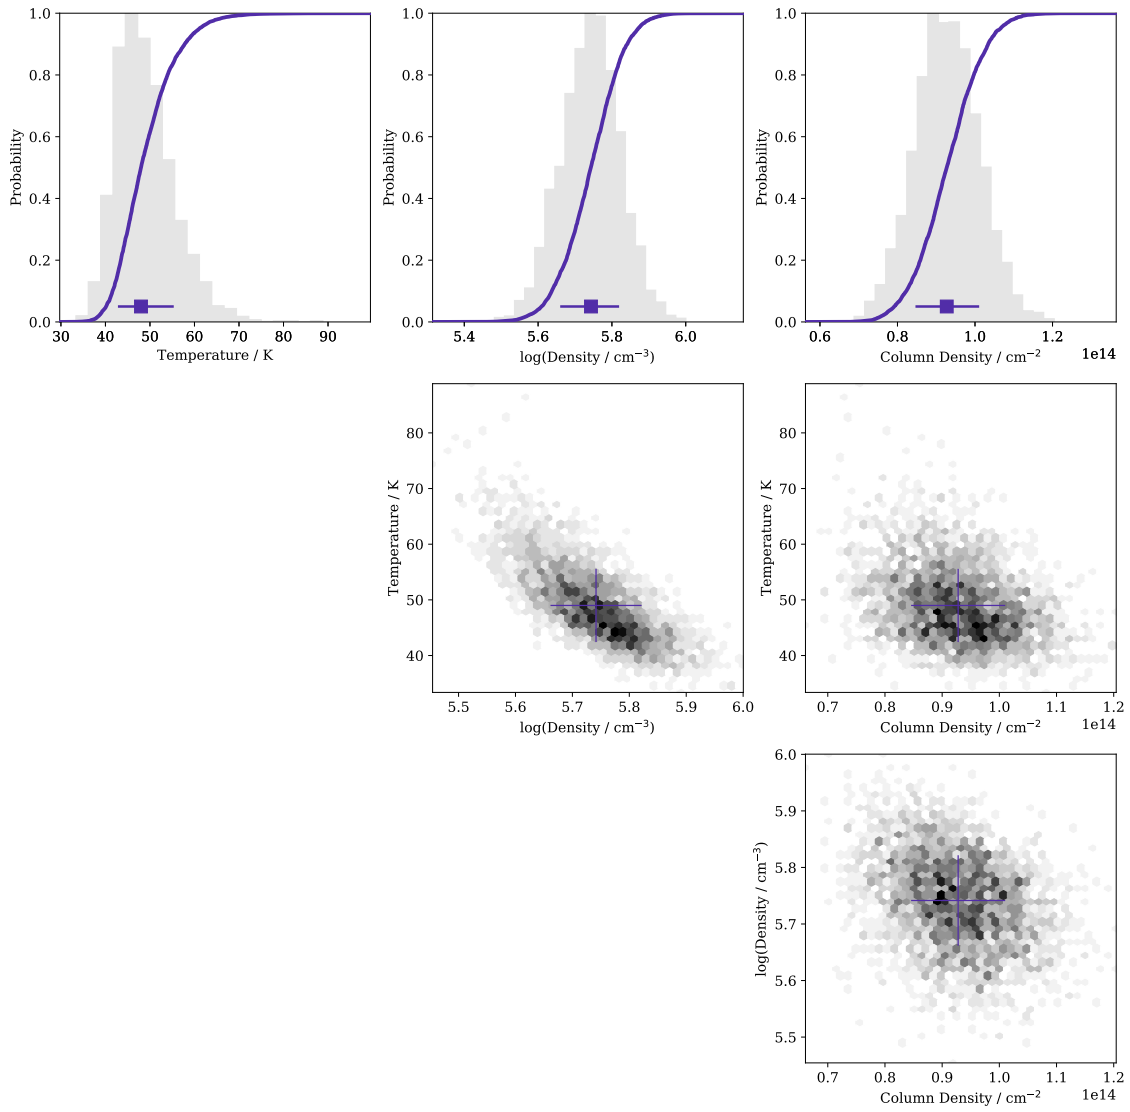 1.0
0.8
0.6
0.4
0.2
0.0
Probability
30 40 50 60 70 80 90
Temperature / K
1.0
0.8
0.6
0.4
0.2
0.0
Probability
5.4 5.6 5.8 6.0
log(Density / cm⁻³)
1.0
0.8
0.6
0.4
0.2
0.0
Probability
0.6 0.8 1.0 1.2
1e14
Column Density / cm⁻²
80
70
60
50
40
Temperature / K
5.5 5.6 5.7 5.8 5.9 6.0
log(Density / cm⁻³)
80
70
60
50
40
Temperature / K
0.7 0.8 0.9 1.0 1.1 1.2
1e14
Column Density / cm⁻²
6.0
5.9
5.8
5.7
5.6
5.5
log(Density / cm⁻³)
0.7 0.8 0.9 1.0 1.1 1.2
1e14
Column Density / cm⁻²